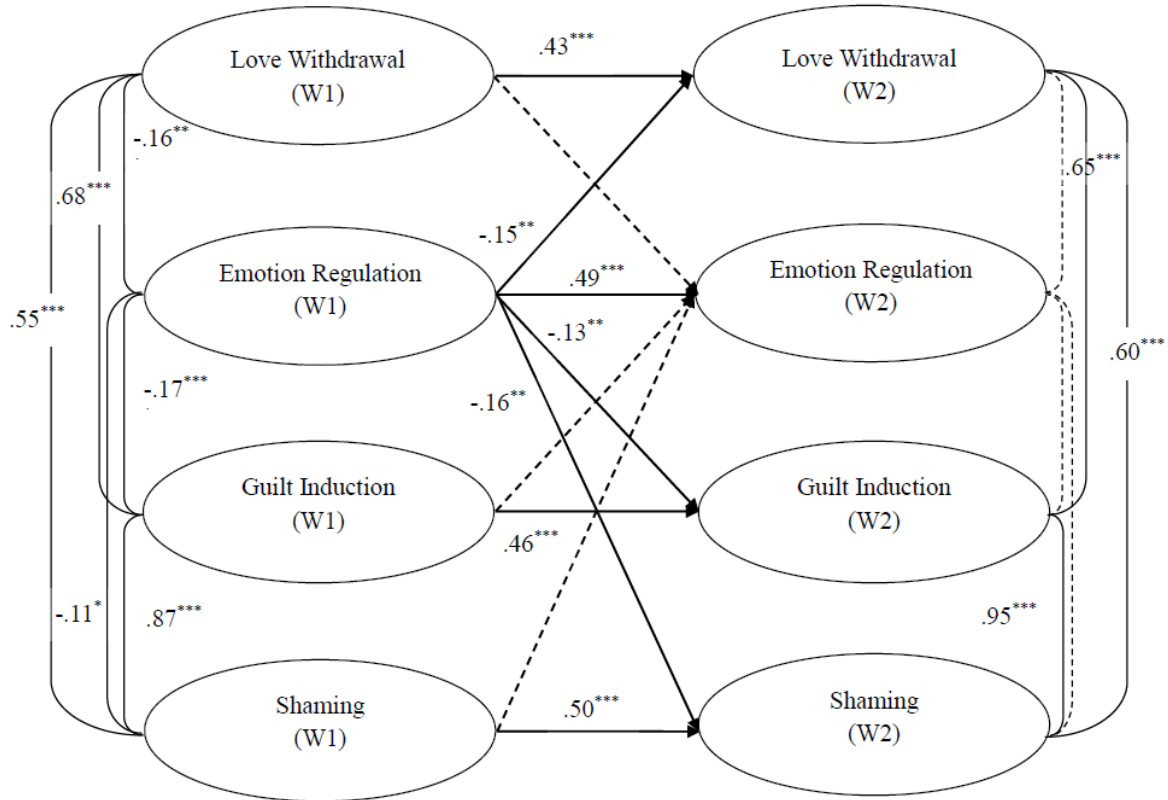 Love Withdrawal
(W1)
.43***
Love Withdrawal
(W2)
-.16**
.68***
.65***
-.15**
Emotion Regulation
(W1)
.49***
Emotion Regulation
(W2)
.55***
-.13**
.60***
-.17***
-.16**
Guilt Induction
(W1)
.46***
Guilt Induction
(W2)
-.11*
.87***
.95***
Shaming
(W1)
.50***
Shaming
(W2)